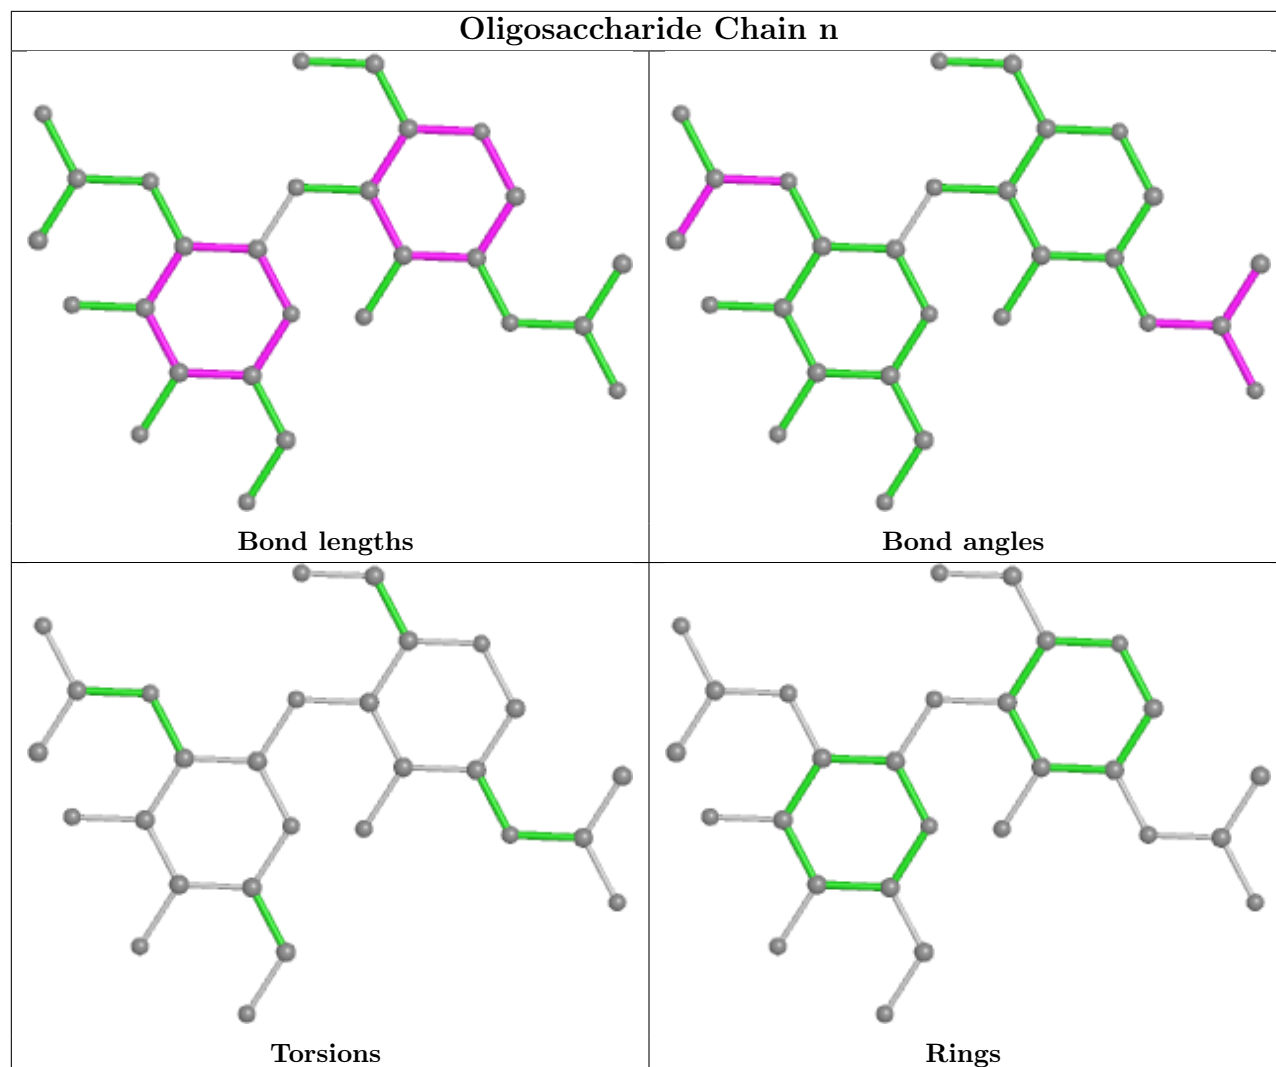 Oligosaccharide Chain n
Bond lengths
Bond angles
Torsions
Rings